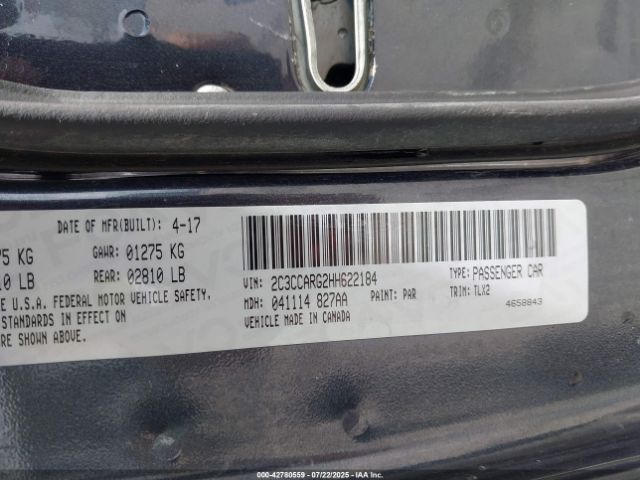 DATE OF MFR(BUILT): 4-17
75 KG GAWR: 01275 KG
10 LB REAR: 02810 LB
E U.S.A. FEDERAL MOTOR VEHICLE SAFETY,
STANDARDS IN EFFECT ON
RE SHOWN ABOVE.
VIN: 2C3CCARG2HH622184 TYPE: PASSENGER CAR
MDH: 041114 827AA PAINT: PAR TRIM: TLX2
VEHICLE MADE IN CANADA 4658843
000-42780559 - 07/22/2025 - IAAI.COM